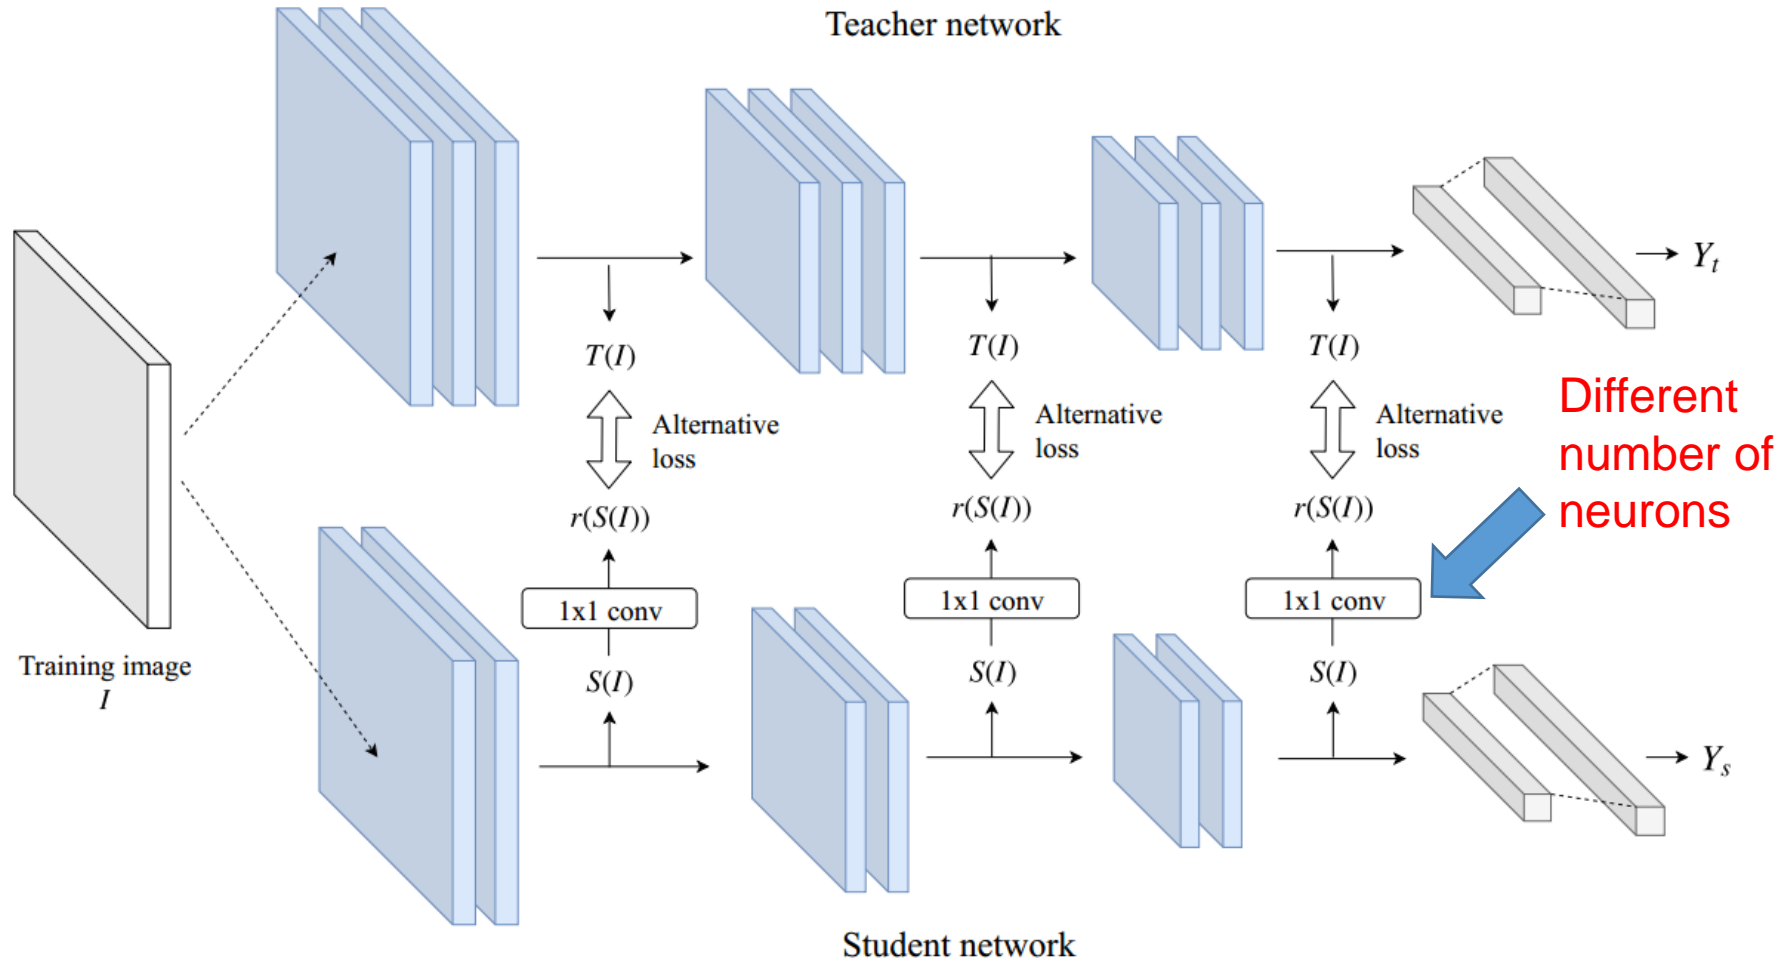 Teacher network
Y_t
T(I)
T(I)
T(I)
Different
number of
neurons
Alternative
loss
Alternative
loss
Alternative
loss
r(S(I))
r(S(I))
r(S(I))
1x1 conv
1x1 conv
1x1 conv
Training image
I
S(I)
S(I)
S(I)
Y_s
Student network